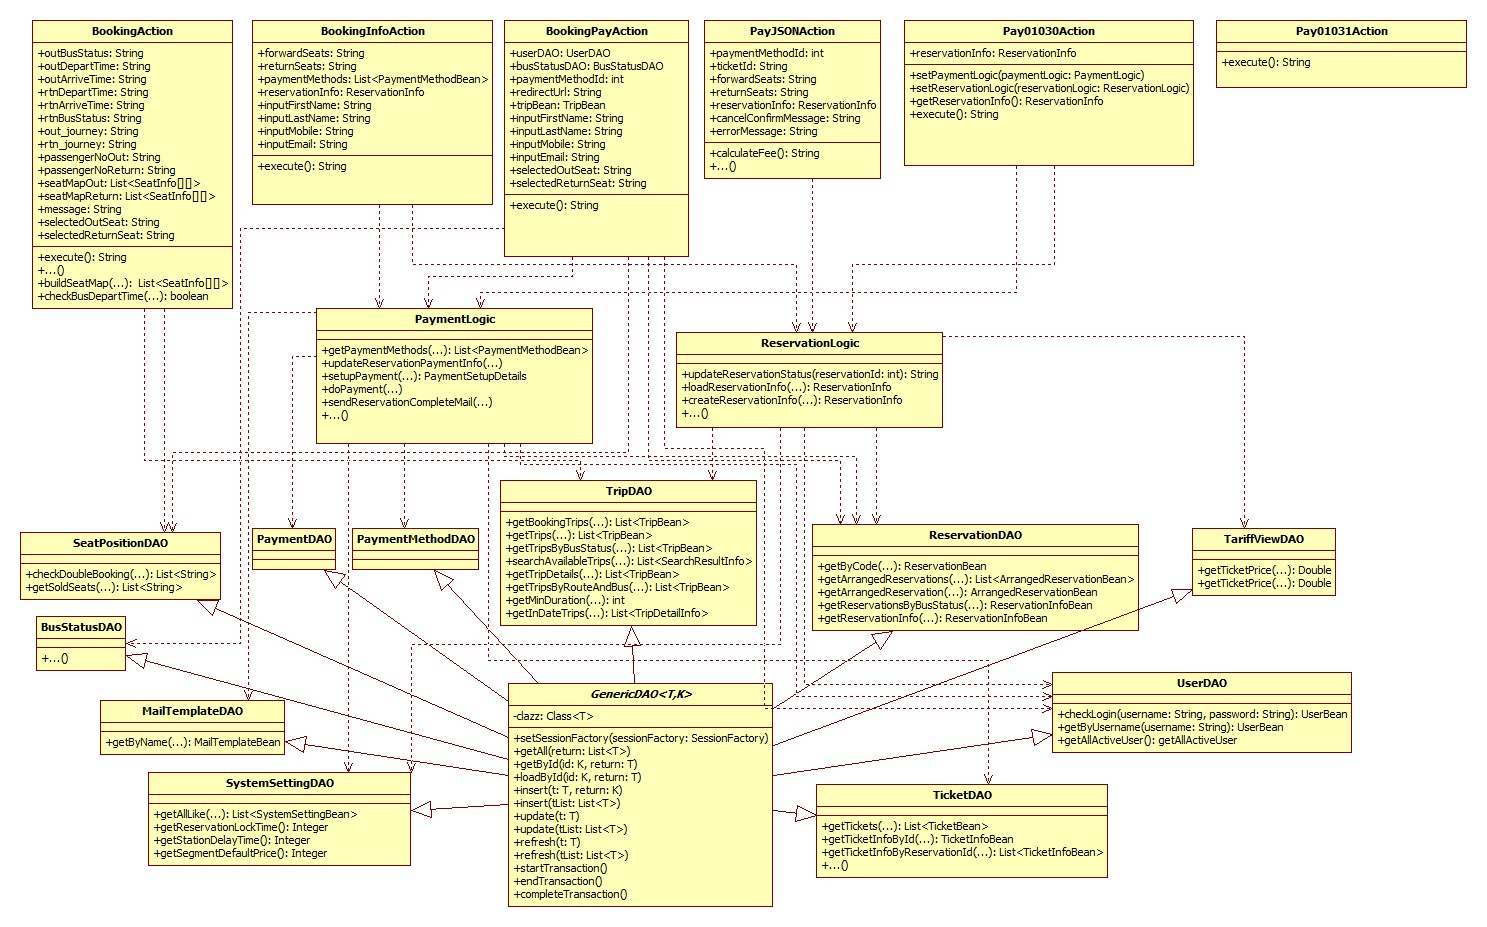 BookingAction
+outBusStatus: String
+outDepartTime: String
+outArriveTime: String
+rtnDepartTime: String
+rtnArriveTime: String
+rtnBusStatus: String
+out_journey: String
+rtn_journey: String
+passengerNoOut: String
+passengerNoReturn: String
+seatMapOut: List<SeatInfo[][]>
+seatMapReturn: List<SeatInfo[][]>
+message: String
+selectedOutSeat: String
+selectedReturnSeat: String
+execute(): String
+...()
+buildSeatMap(...):  List<SeatInfo[][]>
+checkBusDepartTime(...): boolean
BookingInfoAction
+forwardSeats: String
+returnSeats: String
+paymentMethods: List<PaymentMethodBean>
+reservationInfo: ReservationInfo
+inputFirstName: String
+inputLastName: String
+inputMobile: String
+inputEmail: String
+execute(): String
BookingPayAction
+userDAO: UserDAO
+busStatusDAO: BusStatusDAO
+paymentMethodId: int
+redirectUrl: String
+tripBean: TripBean
+inputFirstName: String
+inputLastName: String
+inputMobile: String
+inputEmail: String
+selectedOutSeat: String
+selectedReturnSeat: String
+execute(): String
PayJSONAction
+paymentMethodId: int
+ticketId: String
+forwardSeats: String
+returnSeats: String
+reservationInfo: ReservationInfo
+cancelConfirmMessage: String
+errorMessage: String
+calculateFee(): String
+...()
Pay01030Action
+reservationInfo: ReservationInfo
+setPaymentLogic(paymentLogic: PaymentLogic)
+setReservationLogic(reservationLogic: ReservationLogic)
+getReservationInfo(): ReservationInfo
+execute(): String
Pay01031Action
+execute(): String
PaymentLogic
+getPaymentMethods(...): List<PaymentMethodBean>
+updateReservationPaymentInfo(...)
+setupPayment(...): PaymentSetupDetails
+doPayment(...)
+sendReservationCompleteMail(...)
+...()
ReservationLogic
+updateReservationStatus(reservationId: int): String
+loadReservationInfo(...): ReservationInfo
+createReservationInfo(...): ReservationInfo
+...()
SeatPositionDAO
+checkDoubleBooking(...): List<String>
+getSoldSeats(...): List<String>
PaymentDAO
PaymentMethodDAO
TripDAO
+getBookingTrips(...): List<TripBean>
+getTrips(...): List<TripBean>
+getTripsByBusStatus(...): List<TripBean>
+searchAvailableTrips(...): List<SearchResultInfo>
+getTripDetails(...): List<TripBean>
+getTripsByRouteAndBus(...): List<TripBean>
+getMinDuration(...): int
+getInDateTrips(...): List<TripDetailInfo>
ReservationDAO
+getByCode(...): ReservationBean
+getArrangedReservations(...): List<ArrangedReservationBean>
+getArrangedReservation(...): ArrangedReservationBean
+getReservationsByBusStatus(...): ReservationInfoBean
+getReservationInfo(...): ReservationInfoBean
TariffViewDAO
+getTicketPrice(...): Double
+getTicketPrice(...): Double
BusStatusDAO
+...()
MailTemplateDAO
+getByName(...): MailTemplateBean
SystemSettingDAO
+getAllLike(...): List<SystemSettingBean>
+getReservationLockTime(): Integer
+getStationDelayTime(): Integer
+getSegmentDefaultPrice(): Integer
GenericDAO<T,K>
-clazz: Class<T>
+setSessionFactory(sessionFactory: SessionFactory)
+getAll(return: List<T>)
+getById(id: K, return: T)
+loadById(id: K, return: T)
+insert(t: T, return: K)
+insert(tList: List<T>)
+update(t: T)
+update(tList: List<T>)
+refresh(t: T)
+refresh(tList: List<T>)
+startTransaction()
+endTransaction()
+completeTransaction()
UserDAO
+checkLogin(username: String, password: String): UserBean
+getByUsername(username: String): UserBean
+getAllActiveUser(): getAllActiveUser
TicketDAO
+getTickets(...): List<TicketBean>
+getTicketInfoById(...): TicketInfoBean
+getTicketInfoByReservationId(...): List<TicketInfoBean>
+...()